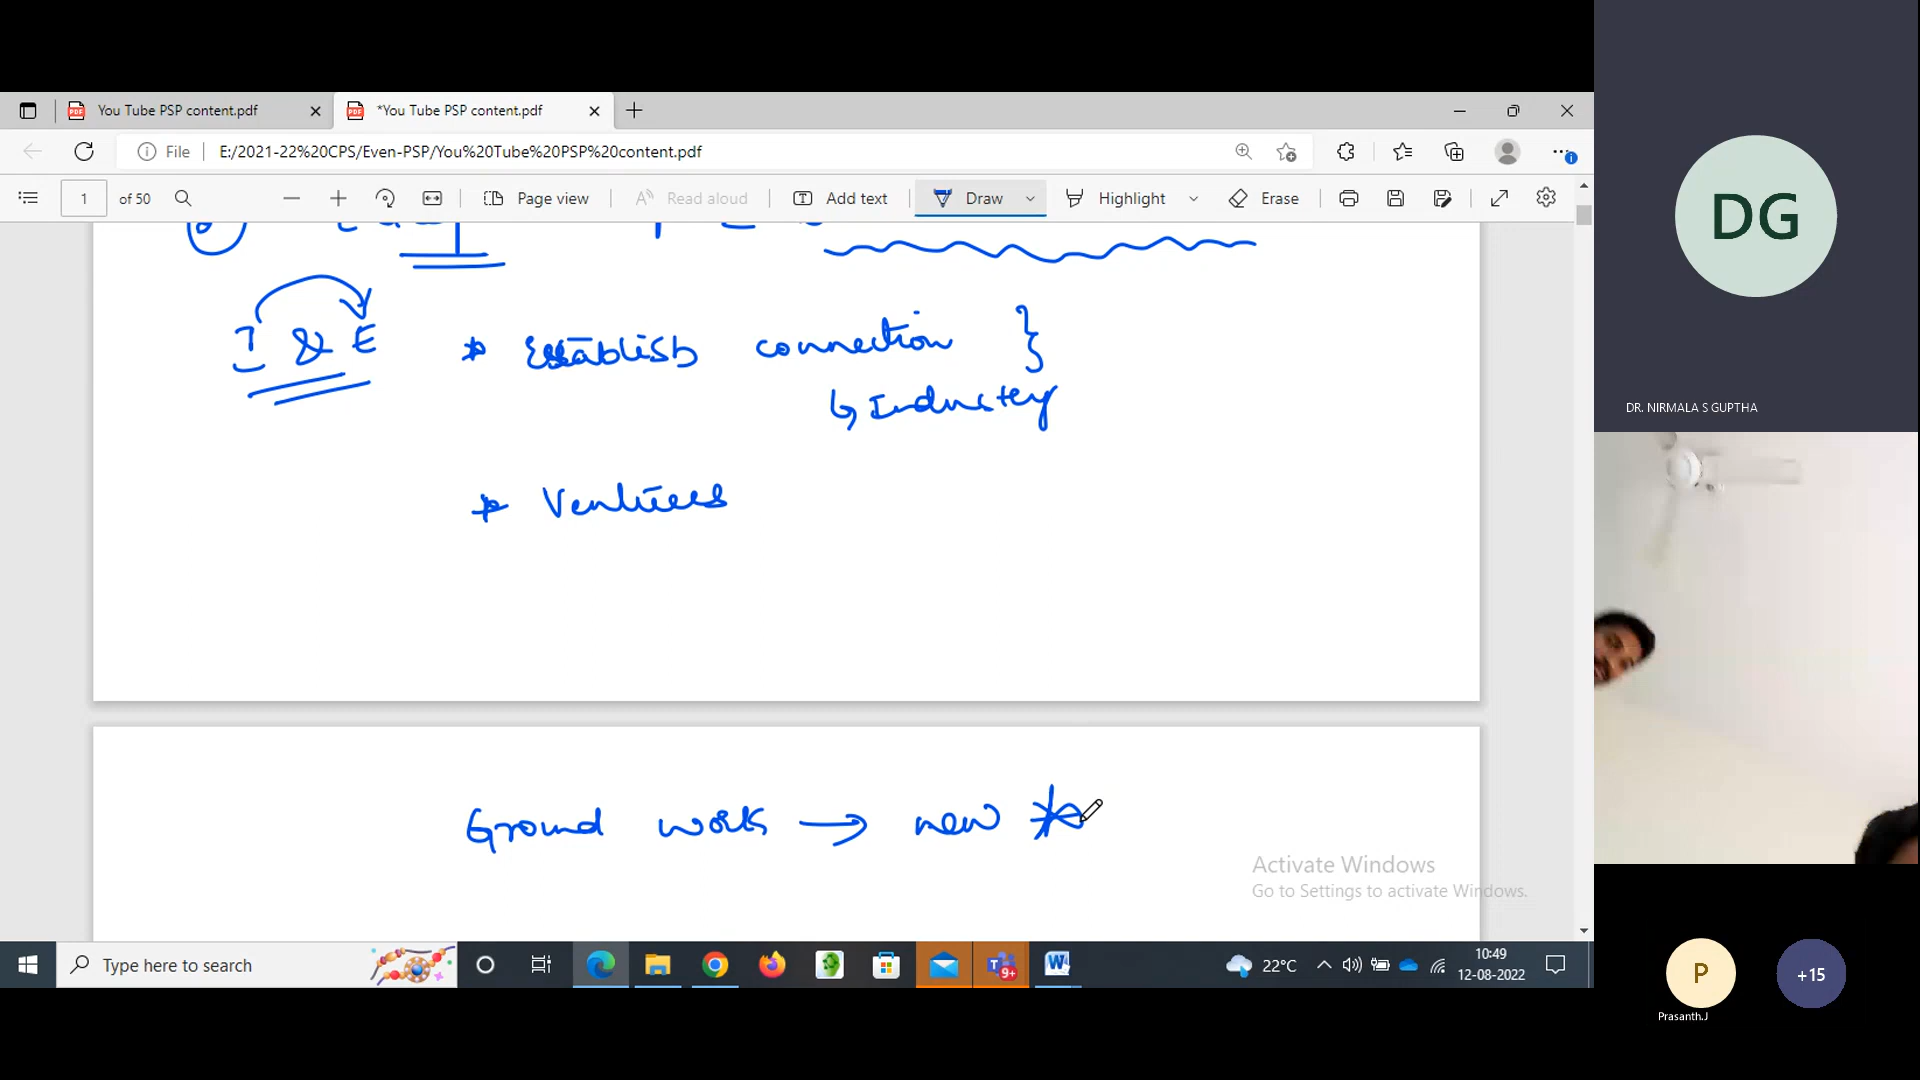 You Tube PSP content.pdf
*You Tube PSP content.pdf
File
E:/2021-22%20CPS/Even-PSP/You%20Tube%20PSP%20content.pdf
1 of 50
Page view
Read aloud
Add text
Draw
Highlight
Erase
I & E * Establish connection }
↳ Industry
* Ventures
Ground work → new
Activate Windows
Go to Settings to activate Windows.
Type here to search
9+
22°C
10:49
12-08-2022
DG
DR. NIRMALA S GUPTHA
P
+15
Prasanth.J